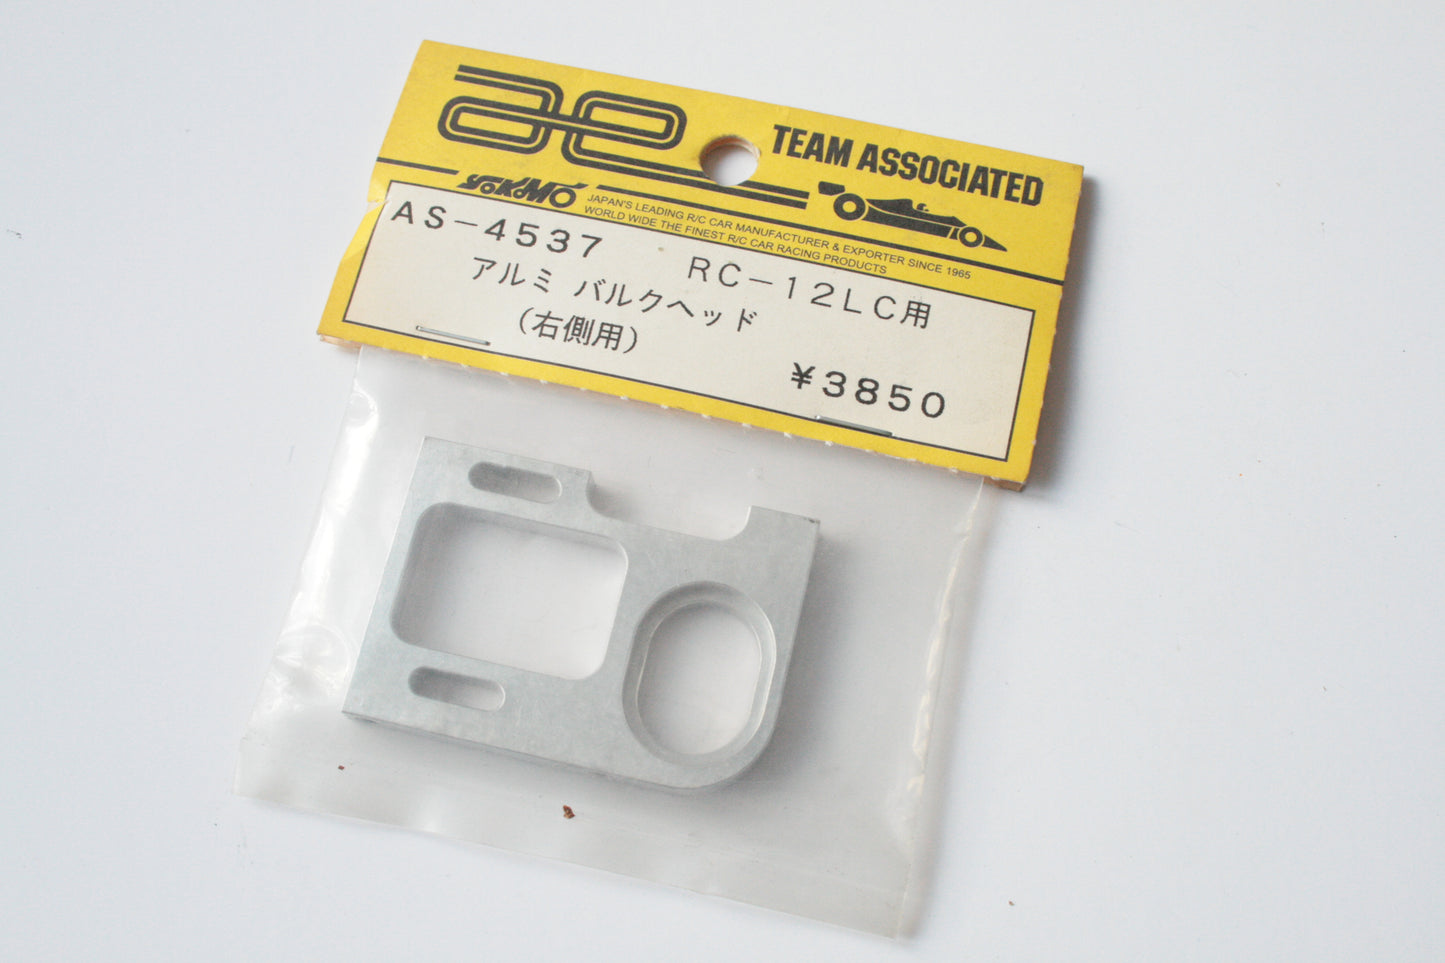 ae TEAM ASSOCIATED
YOKOMO JAPAN'S LEADING R/C CAR MANUFACTURER & EXPORTER SINCE 1965
WORLD WIDE THE FINEST R/C CAR RACING PRODUCTS
AS-4537 RC-12LC用
アルミ バルクヘッド
(右側用)
¥3850